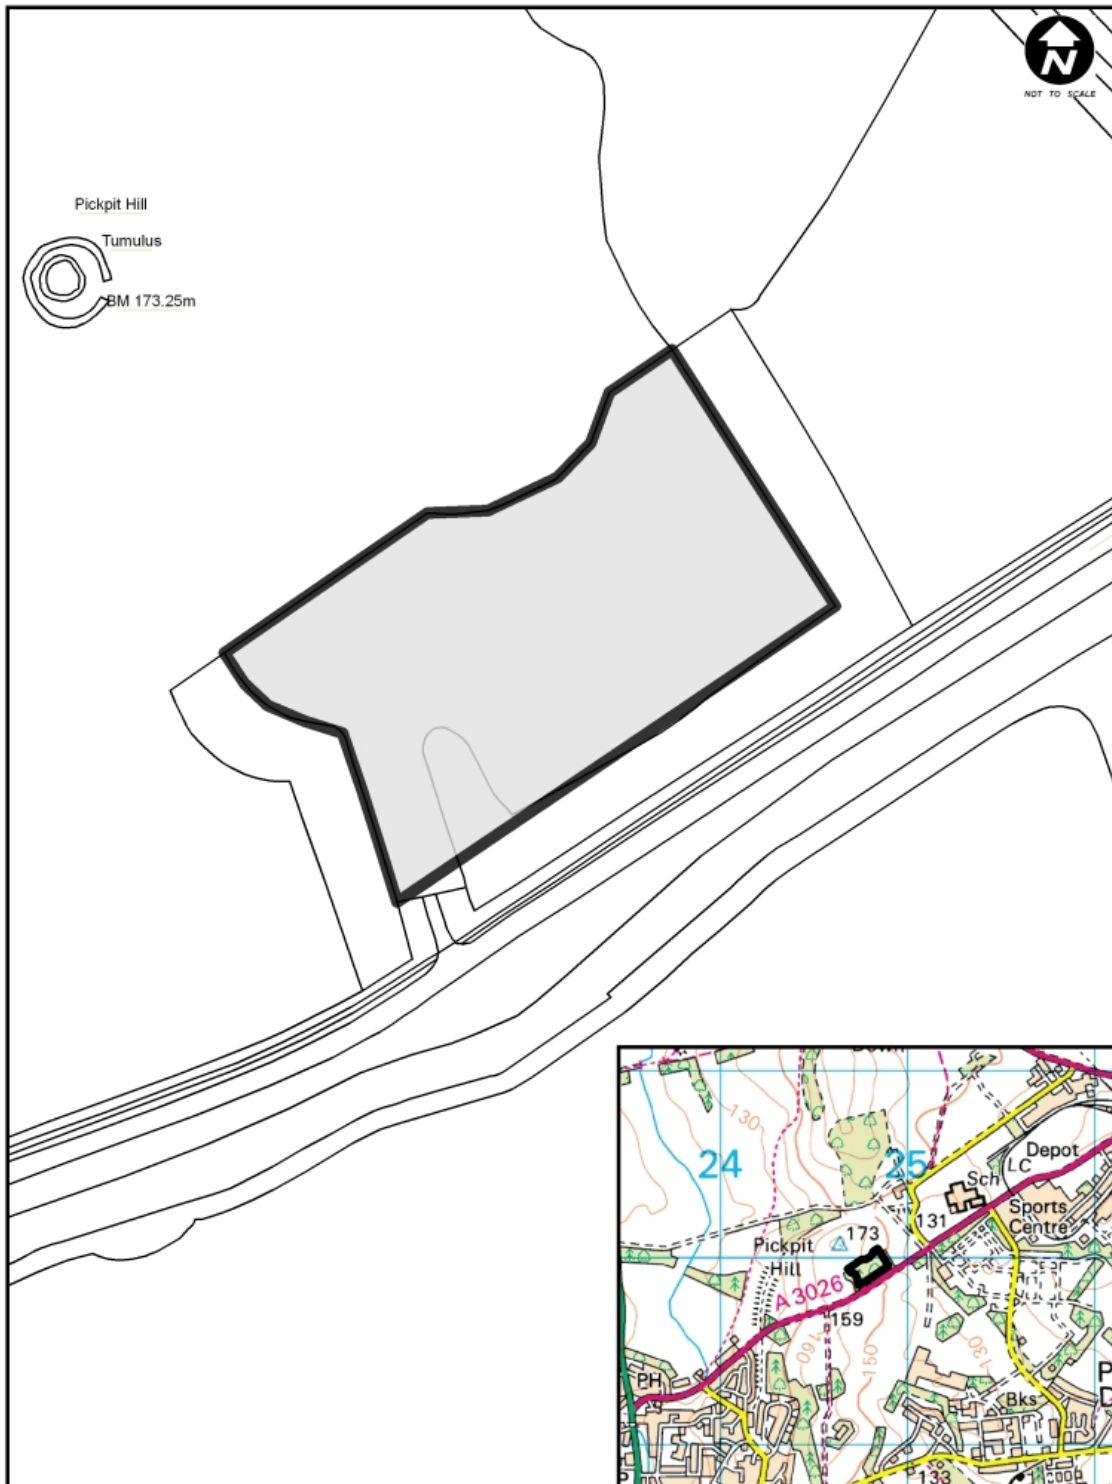 N
NOT TO SCALE
Pickpit Hill
Tumulus
BM 173.25m
130
24
25
LC
Depot
Sch
Sports
Centre
131
173
Pickpit
Hill
A 3026
159
160
150
130
PH
Bks
P
D
133
P